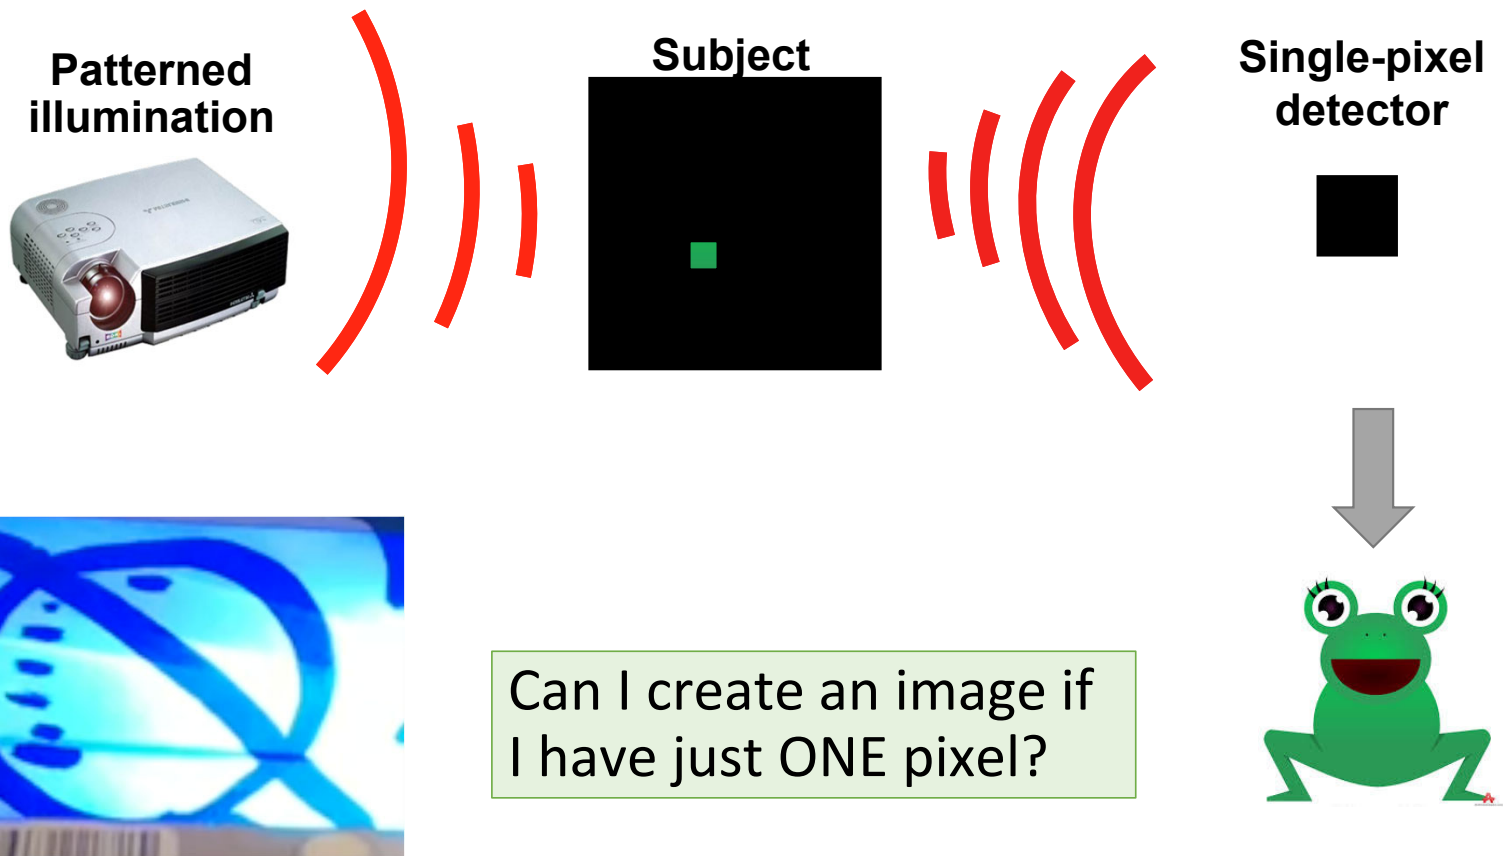 Patterned
illumination
Subject
Single-pixel
detector
Can I create an image if
I have just ONE pixel?